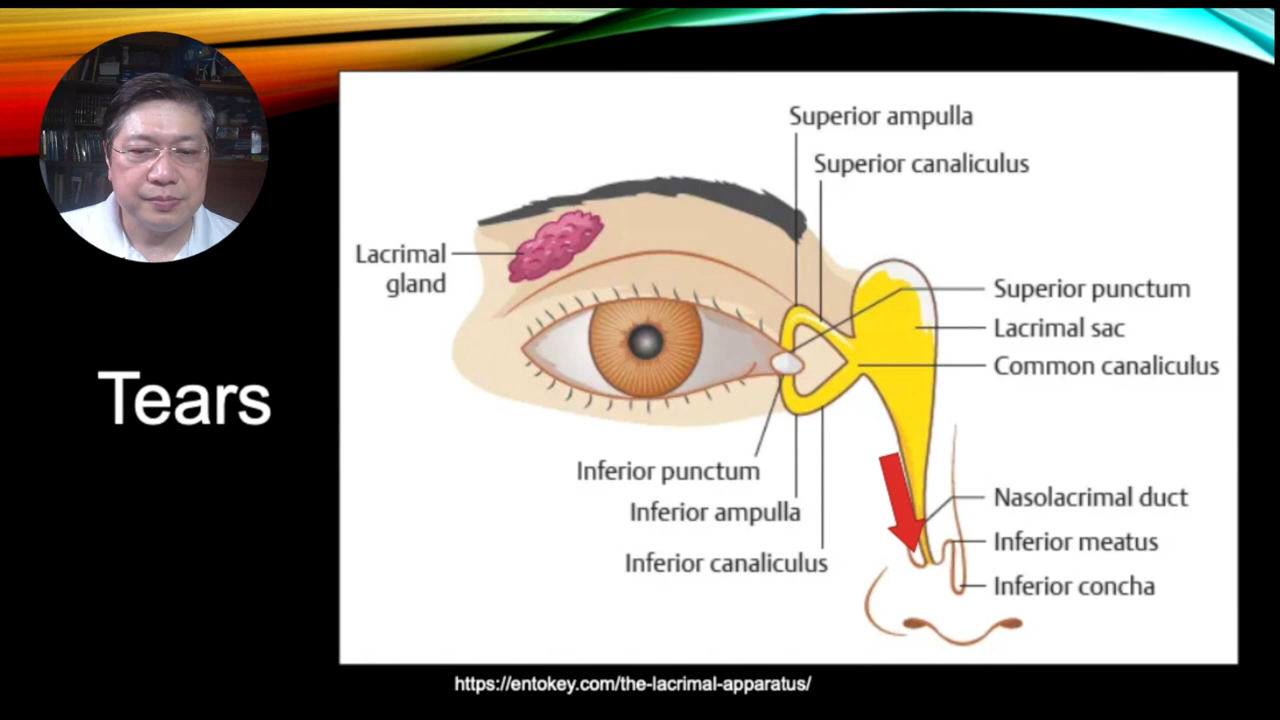 Tears
Superior ampulla
Superior canaliculus
Lacrimal
gland
Superior punctum
Lacrimal sac
Common canaliculus
Inferior punctum
Inferior ampulla
Inferior canaliculus
Nasolacrimal duct
Inferior meatus
Inferior concha
https://entokey.com/the-lacrimal-apparatus/